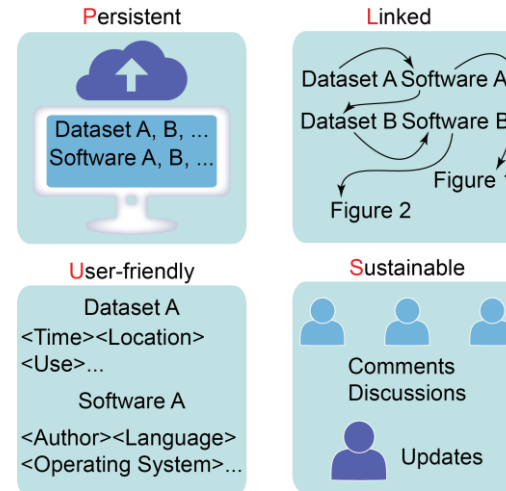 Persistent
Dataset A, B, ...
Software A, B, ...
Linked
Dataset A Software A
Dataset B Software B
Figure 1
Figure 2
User-friendly
Dataset A
<Time><Location>
<Use>...
Software A
<Author><Language>
<Operating System>...
Sustainable
Comments
Discussions
Updates